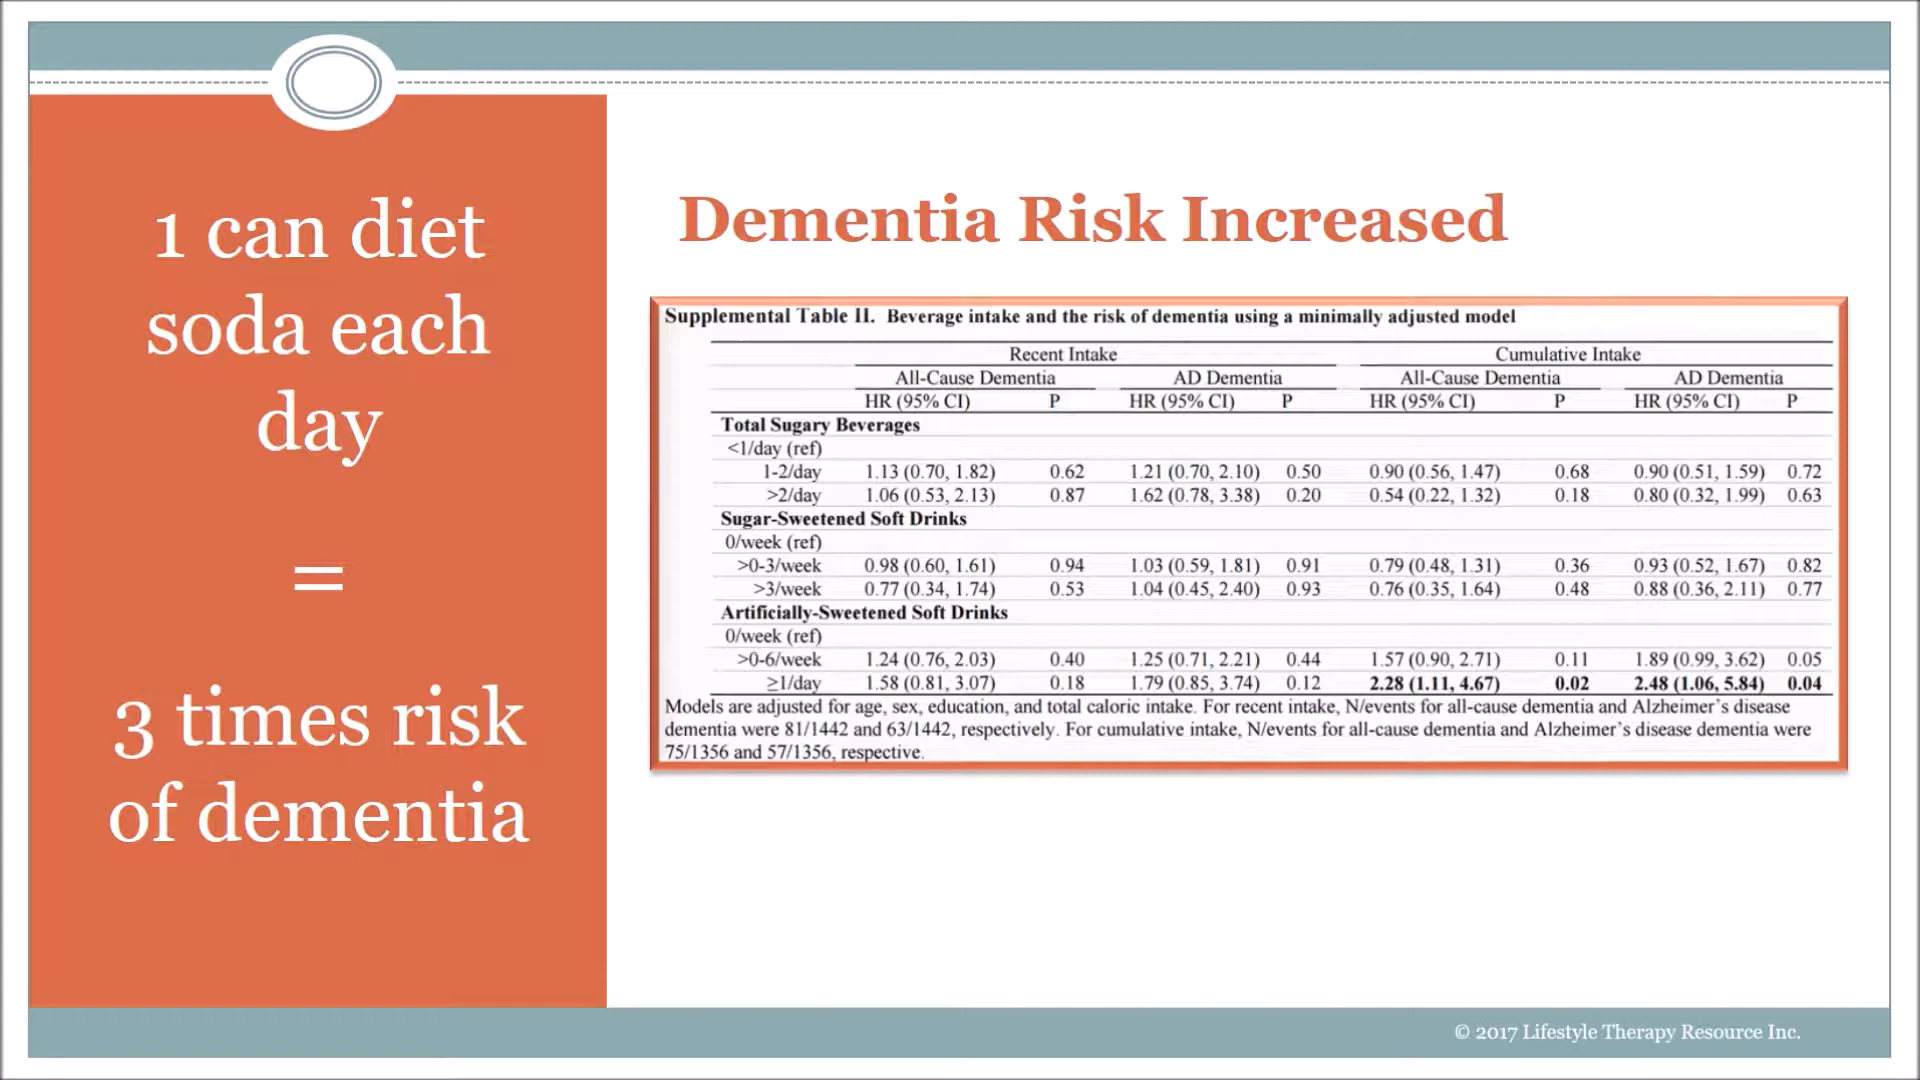 1 can diet
soda each
day
=
3 times risk
of dementia
Dementia Risk Increased
Supplemental Table II. Beverage intake and the risk of dementia using a minimally adjusted model
Recent Intake Cumulative Intake
All-Cause Dementia AD Dementia All-Cause Dementia AD Dementia
HR (95% CI) P HR (95% CI) P HR (95% CI) P HR (95% CI) P
Total Sugary Beverages
<1/day (ref)
1-2/day 1.13 (0.70, 1.82) 0.62 1.21 (0.70, 2.10) 0.50 0.90 (0.56, 1.47) 0.68 0.90 (0.51, 1.59) 0.72
>2/day 1.06 (0.53, 2.13) 0.87 1.62 (0.78, 3.38) 0.20 0.54 (0.22, 1.32) 0.18 0.80 (0.32, 1.99) 0.63
Sugar-Sweetened Soft Drinks
0/week (ref)
>0-3/week 0.98 (0.60, 1.61) 0.94 1.03 (0.59, 1.81) 0.91 0.79 (0.48, 1.31) 0.36 0.93 (0.52, 1.67) 0.82
>3/week 0.77 (0.34, 1.74) 0.53 1.04 (0.45, 2.40) 0.93 0.76 (0.35, 1.64) 0.48 0.88 (0.36, 2.11) 0.77
Artificially-Sweetened Soft Drinks
0/week (ref)
>0-6/week 1.24 (0.76, 2.03) 0.40 1.25 (0.71, 2.21) 0.44 1.57 (0.90, 2.71) 0.11 1.89 (0.99, 3.62) 0.05
≥1/day 1.58 (0.81, 3.07) 0.18 1.79 (0.85, 3.74) 0.12 2.28 (1.11, 4.67) 0.02 2.48 (1.06, 5.84) 0.04
Models are adjusted for age, sex, education, and total caloric intake. For recent intake, N/events for all-cause dementia and Alzheimer's disease
dementia were 81/1442 and 63/1442, respectively. For cumulative intake, N/events for all-cause dementia and Alzheimer's disease dementia were
75/1356 and 57/1356, respective.
© 2017 Lifestyle Therapy Resource Inc.